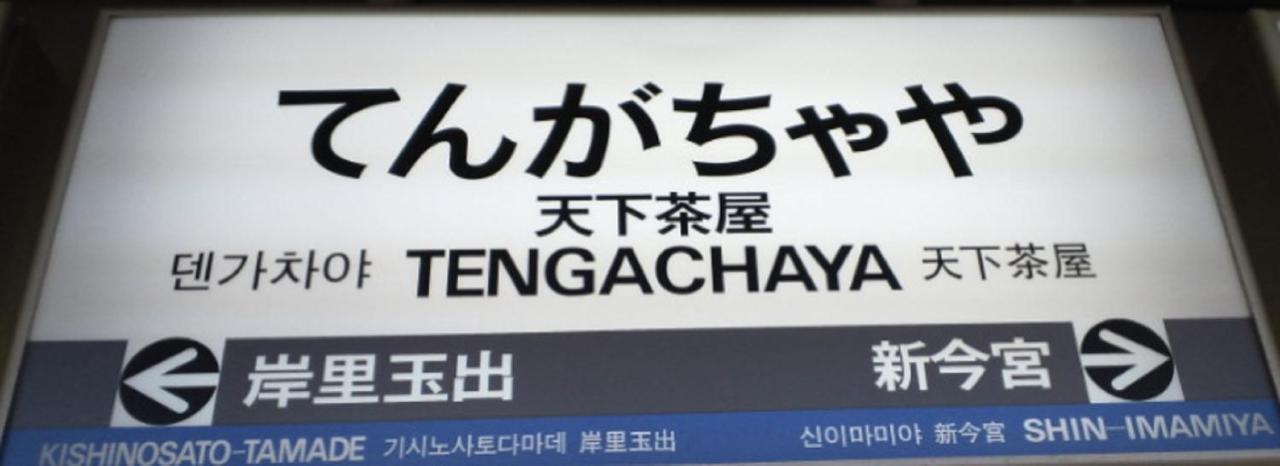 てんがちゃや
天下茶屋
덴가차야 TENGACHAYA 天下茶屋
岸里玉出 新今宮
KISHINOSATO-TAMADE 기시노사토다마데 岸里玉出 신이마미야 新今宮 SHIN-IMAMIYA